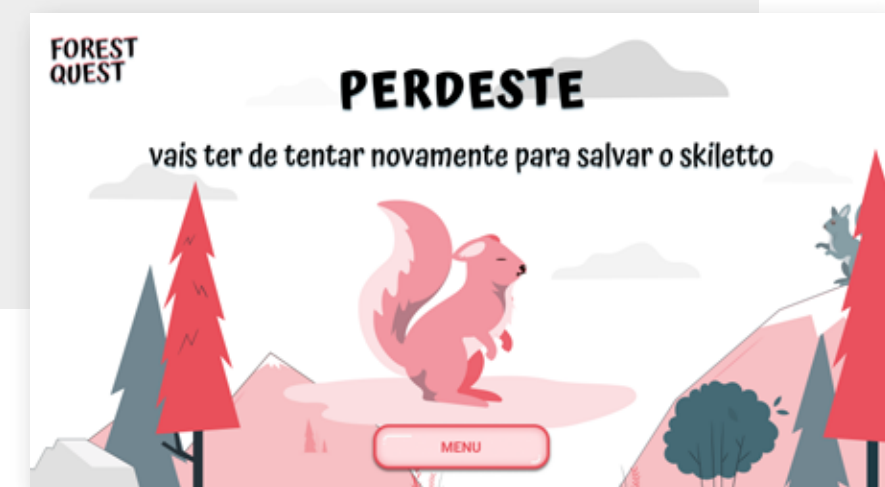 FOREST
QUEST
PERDESTE
vais ter de tentar novamente para salvar o skiletto
MENU